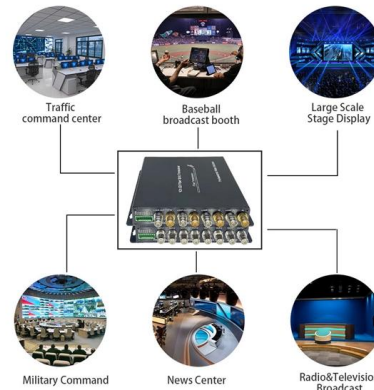 Traffic
command center
Baseball
broadcast booth
Large Scale
Stage Display
Military Command
News Center
Radio&Televisio
Broadcast